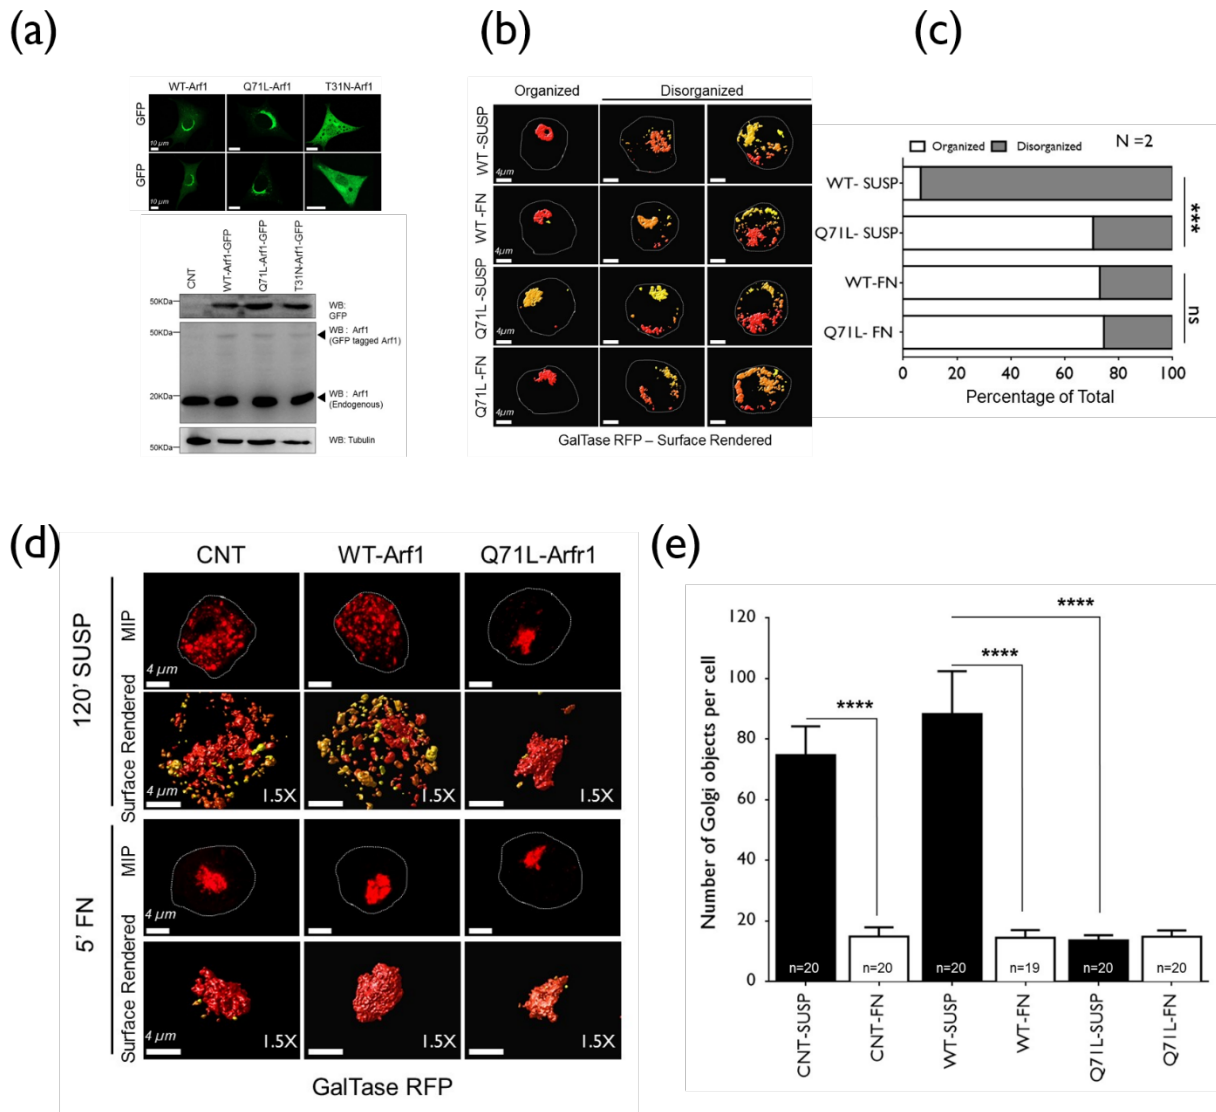 (a)
WT-Arf1 Q71L-Arf1 T31N-Arf1
GFP
10 μm
GFP
10 μm
CNT
WT-Arf1-GFP
Q71L-Arf1-GFP
T31N-Arf1-GFP
50KDa
WB:
GFP
50KDa
WB : Arf1
(GFP tagged Arf1)
20KDa
WB : Arf1
(Endogenous)
50KDa
WB: Tubulin
(b)
Organized Disorganized
WT -SUSP
4μm
WT -FN
4μm
Q71L -SUSP
4μm
Q71L -FN
4μm
GalTase RFP – Surface Rendered
(c)
Organized Disorganized N =2
WT- SUSP
Q71L- SUSP
WT-FN
Q71L- FN
***
ns
0 20 40 60 80 100
Percentage of Total
(d)
CNT WT-Arf1 Q71L-Arfr1
120' SUSP
MIP
4 μm
Surface Rendered
4 μm
1.5X 1.5X 1.5X
5' FN
MIP
4 μm
Surface Rendered
4 μm
1.5X 1.5X 1.5X
GalTase RFP
(e)
Number of Golgi objects per cell
120
100
80
60
40
20
0
****
****
****
n=20 n=20 n=20 n=19 n=20 n=20
CNT-SUSP
CNT-FN
WT-SUSP
WT-FN
Q71L-SUSP
Q71L-FN